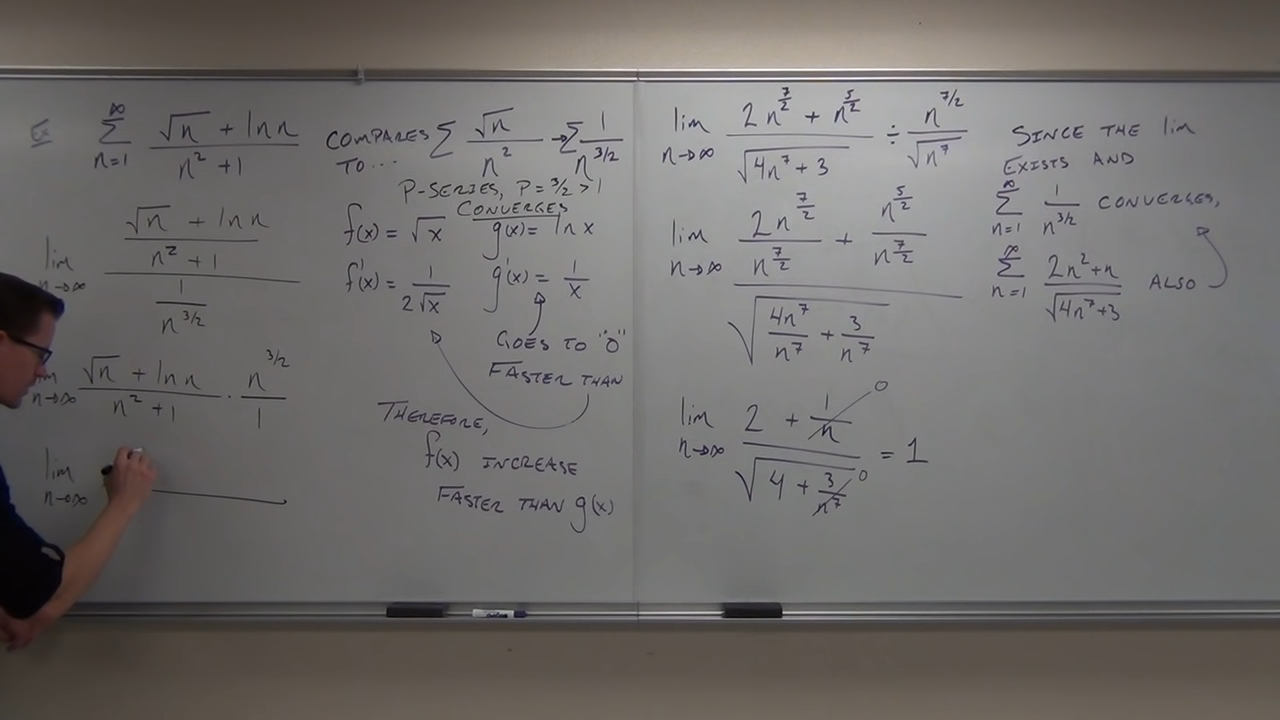 Ex ∞∑n=1 (√n + ln n)/(n² + 1) COMPARES TO... ∑ √n/n² → ∑ 1/n^(3/2)
P-SERIES, P = 3/2 > 1
CONVERGES
lim n→∞ ((√n + ln n)/(n² + 1))/(1/n^(3/2))
lim n→∞ (√n + ln n)/(n² + 1) · n^(3/2)/1
lim n→∞
f(x) = √x g(x) = ln x
f'(x) = 1/(2√x) g'(x) = 1/x
GOES TO "0"
FASTER THAN
THEREFORE,
f(x) INCREASE
FASTER THAN g(x)
lim n→∞ (2n^(7/2) + n^(5/2))/√(4n⁷ + 3) ÷ n^(7/2)/√(n⁷)
lim n→∞ (2n^(7/2)/n^(7/2) + n^(5/2)/n^(7/2))/√(4n⁷/n⁷ + 3/n⁷)
lim n→∞ (2 + 1/n 0)/√(4 + 3/n⁷ 0) = 1
SINCE THE lim
EXISTS AND
∞∑n=1 1/n^(3/2) CONVERGES,
∞∑n=1 (2n² + n)/√(4n⁷ + 3) ALSO